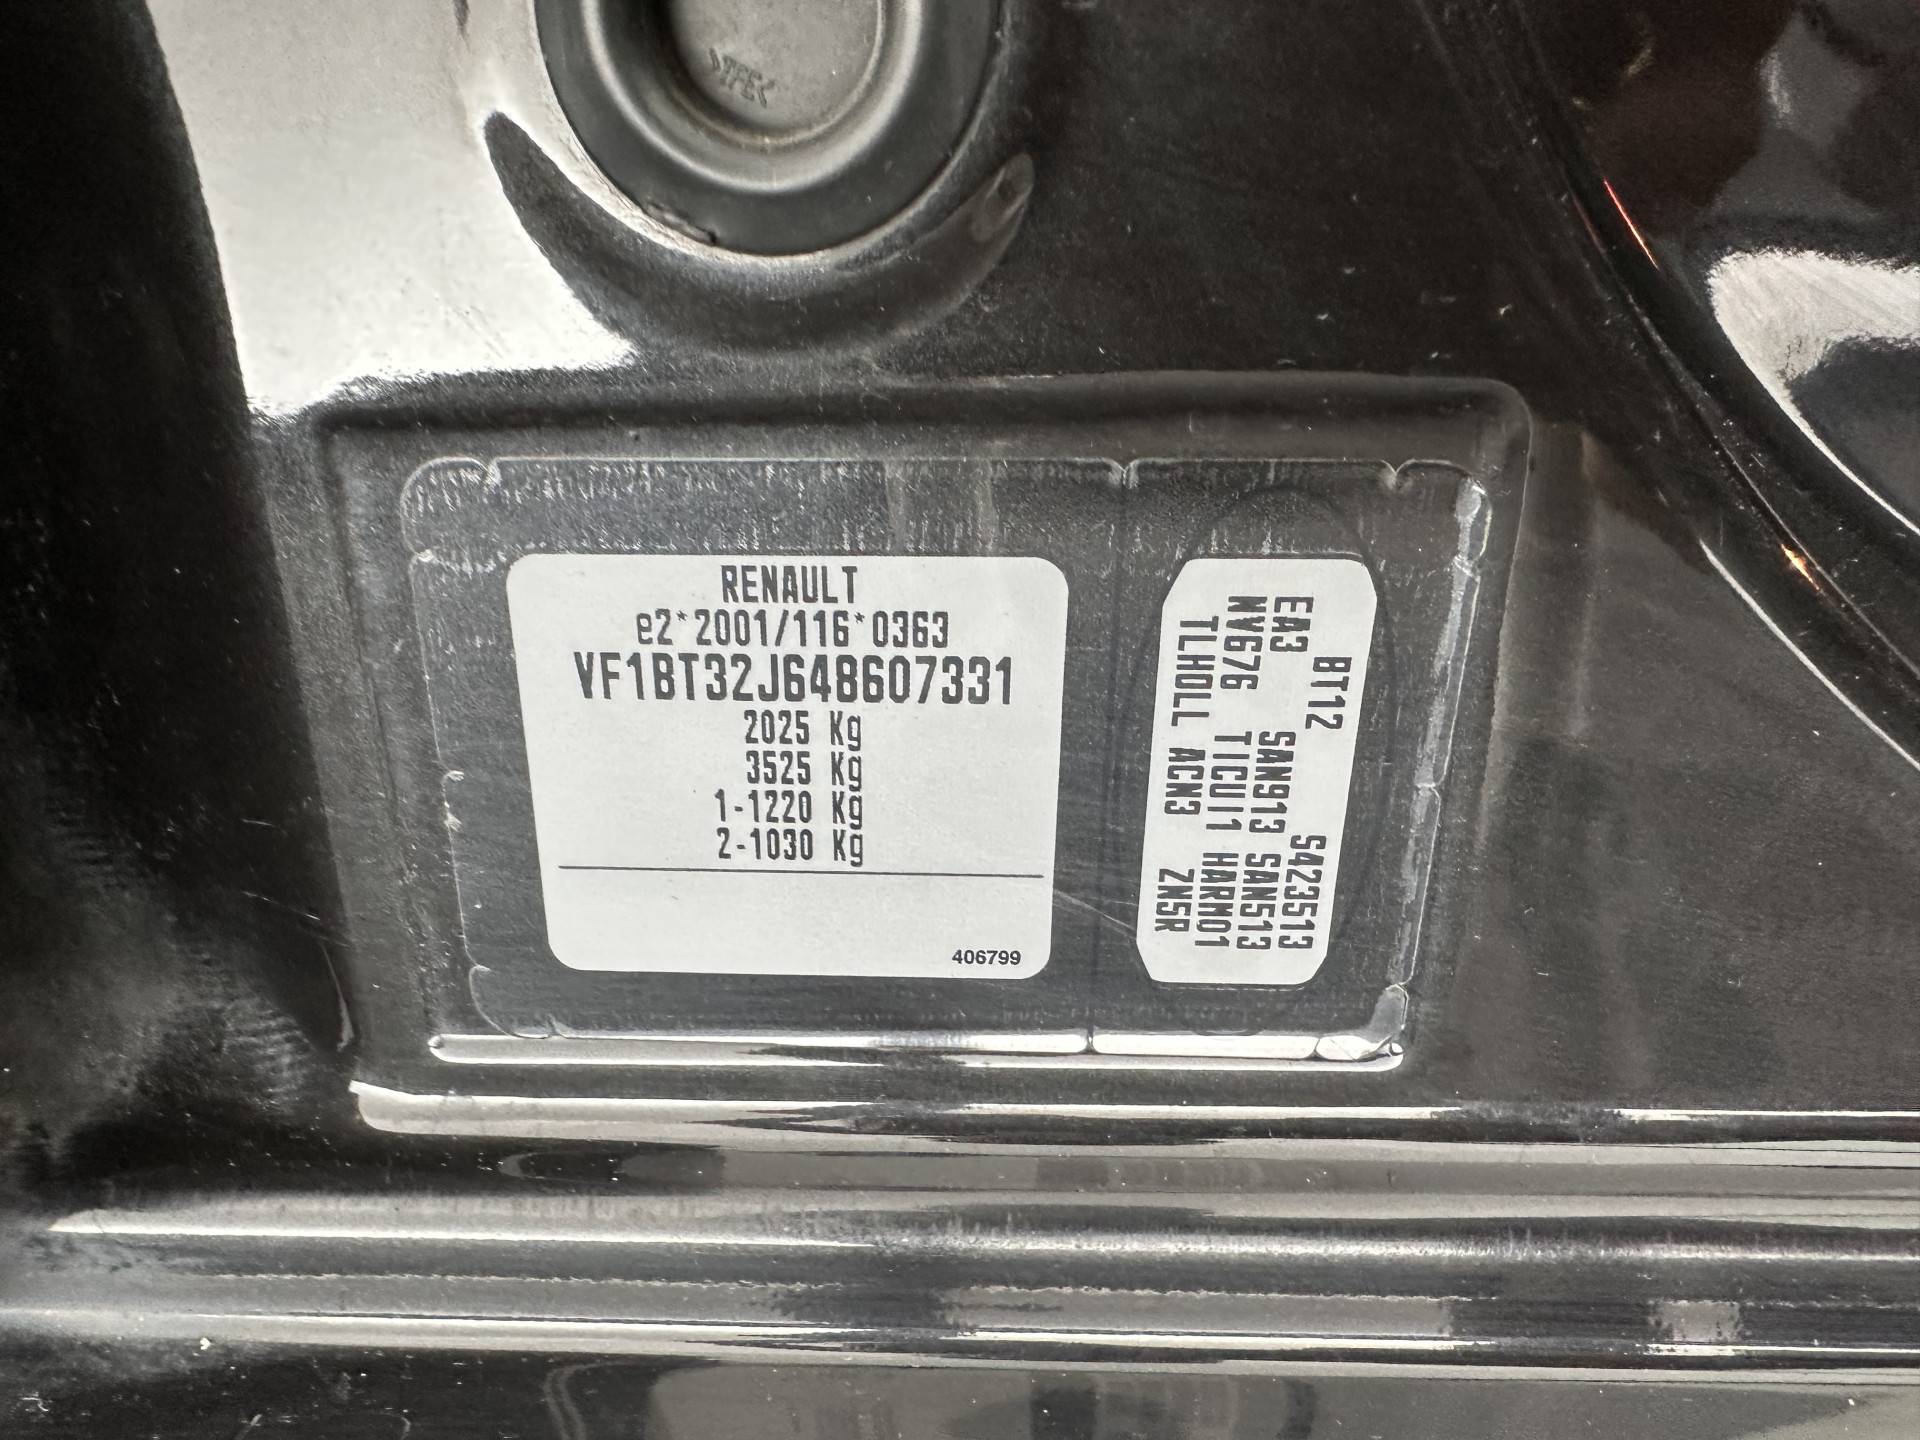 >TPE<
RENAULT
e2*2001/116*0363
VF1BT32J648607331
2025 Kg
3525 Kg
1-1220 Kg
2-1030 Kg
406799
BT12 S423513
EA3 SAN913 SAN513
NV676 TICUI1 HARM01
TLHOLL ACN3 ZN5R